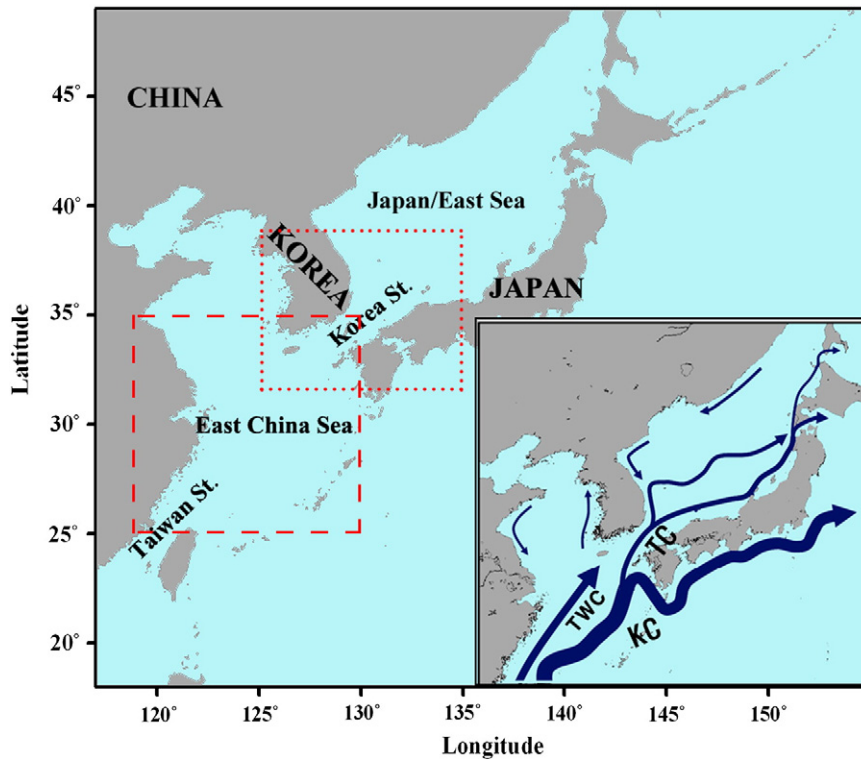 CHINA
45°
Japan/East Sea
40°
KOREA
JAPAN
35°
Korea St.
Latitude
30°
East China Sea
Taiwan St.
25°
20°
TC
TWC
KC
120° 125° 130° 135° 140° 145° 150°
Longitude